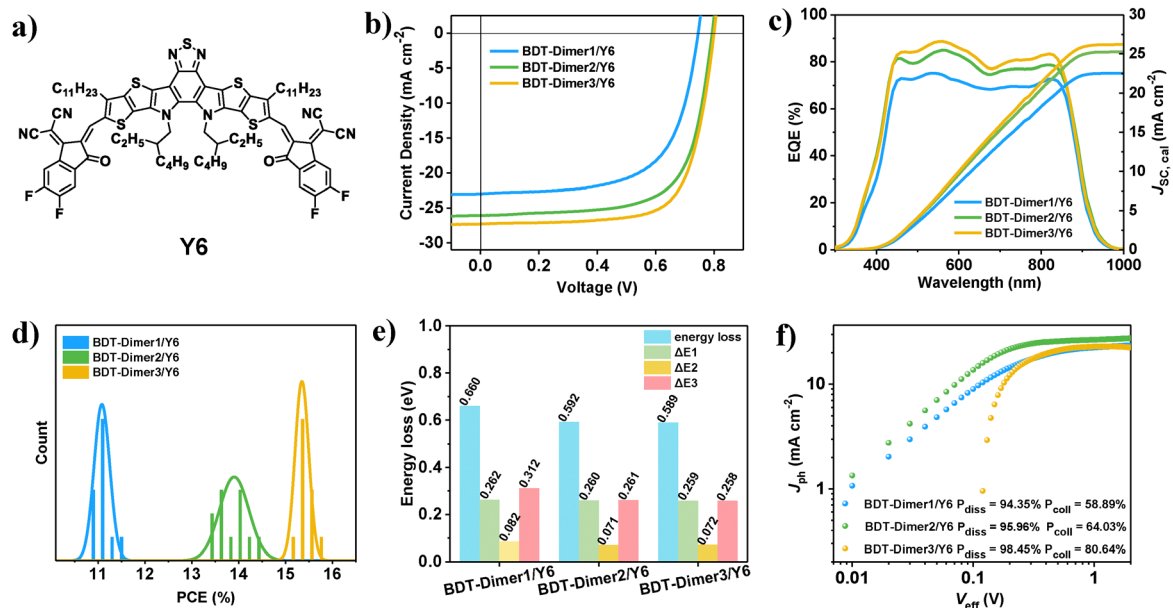 a)
S
N N
C11H23 C11H23
S S
CN CN
NC CN
S N N S
O C2H5 C2H5 O
C4H9 C4H9
F F
F F
Y6
b)
0
-5
-10
-15
-20
-25
-30
Current Density (mA cm-2)
BDT-Dimer1/Y6
BDT-Dimer2/Y6
BDT-Dimer3/Y6
0.0 0.2 0.4 0.6 0.8
Voltage (V)
c)
100
80
60
40
20
0
EQE (%)
30
25
20
15
10
5
0
JSC, cal (mA cm-2)
BDT-Dimer1/Y6
BDT-Dimer2/Y6
BDT-Dimer3/Y6
400 600 800 1000
Wavelength (nm)
d)
BDT-Dimer1/Y6
BDT-Dimer2/Y6
BDT-Dimer3/Y6
Count
11 12 13 14 15 16
PCE (%)
e)
1.0
0.8
0.6
0.4
0.2
0.0
Energy loss (eV)
energy loss
ΔE1
ΔE2
ΔE3
0.660
0.262
0.082
0.312
0.592
0.260
0.071
0.261
0.589
0.259
0.072
0.258
BDT-Dimer1/Y6
BDT-Dimer2/Y6
BDT-Dimer3/Y6
f)
10
1
Jph (mA cm-2)
BDT-Dimer1/Y6 Pdiss = 94.35% Pcoll = 58.89%
BDT-Dimer2/Y6 Pdiss = 95.96% Pcoll = 64.03%
BDT-Dimer3/Y6 Pdiss = 98.45% Pcoll = 80.64%
0.01 0.1 1
Veff (V)